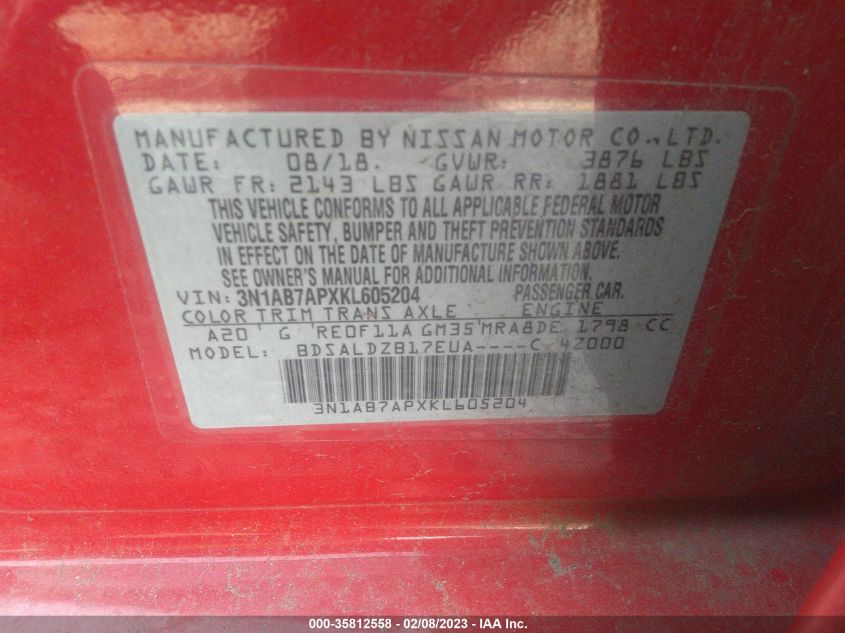 MANUFACTURED BY NISSAN MOTOR CO., LTD.
DATE: 08/18. GVWR: 3876 LBS
GAWR FR: 2143 LBS GAWR RR: 1881 LBS
THIS VEHICLE CONFORMS TO ALL APPLICABLE FEDERAL MOTOR
VEHICLE SAFETY, BUMPER AND THEFT PREVENTION STANDARDS
IN EFFECT ON THE DATE OF MANUFACTURE SHOWN ABOVE.
SEE OWNER'S MANUAL FOR ADDITIONAL INFORMATION.
VIN: 3N1AB7APXKL605204 PASSENGER CAR.
COLOR TRIM TRANS AXLE ENGINE
A20 G RE0F11A GM35 MRA8DE 1798 CC
MODEL: BDSALDZB17EUA----C 4Z000
3N1AB7APXKL605204
000-35812558 - 02/08/2023 - IAA Inc.